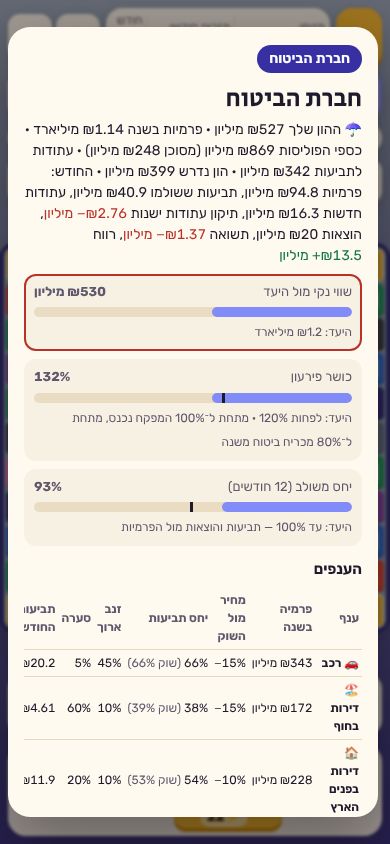 חברת הביטוח
חברת הביטוח
☂️ ההון שלך ₪527 מיליון · פרמיות בשנה ₪1.14 מיליארד ·
כספי הפוליסות ₪869 מיליון (מסוכן ₪248 מיליון) · עתודות
לתביעות ₪342 מיליון · הון נדרש ₪399 מיליון · החודש:
פרמיות ₪94.8 מיליון, תביעות ששולמו ₪40.9 מיליון, עתודות
חדשות ₪16.3 מיליון, תיקון עתודות ישנות ‎−₪2.76 מיליון,
הוצאות ₪20 מיליון, תשואה ‎−₪1.37 מיליון, רווח
‎+₪13.5 מיליון
שווי נקי מול היעד ₪530 מיליון
היעד: ₪1.2 מיליארד
כושר פירעון 132%
היעד: לפחות 120% · מתחת ל־100% המפקח נכנס, מתחת
ל־80% מכריח ביטוח משנה
יחס משולב (12 חודשים) 93%
היעד: עד 100% — תביעות והוצאות מול הפרמיות
הענפים
ענף פרמיה בשנה מחיר מול השוק יחס תביעות זנב ארוך סערה החודש
🚗 רכב ₪343 מיליון ‎−15% 66% (שוק 66%) 45% 5% ₪20.2
🏖️ דירות בחוף ₪172 מיליון ‎−15% 38% (שוק 39%) 10% 60% ₪4.61
🏠 דירות בפנים הארץ ₪228 מיליון ‎−10% 54% (שוק 53%) 10% 20% ₪11.9